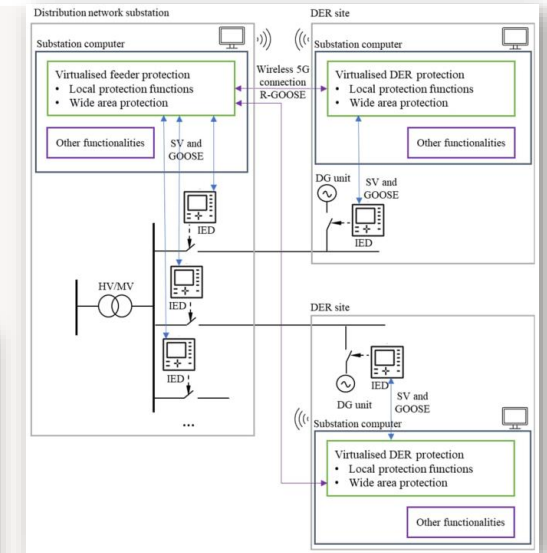 Distribution network substation
Substation computer
Virtualised feeder protection
• Local protection functions
• Wide area protection
Other functionalities
SV and
GOOSE
Wireless 5G
connection
R-GOOSE
DER site
Substation computer
Virtualised DER protection
• Local protection functions
• Wide area protection
Other functionalities
DG unit
SV and
GOOSE
IED
IED
HV/MV
IED
IED
...
DER site
IED
DG unit
SV and
GOOSE
Substation computer
Virtualised DER protection
• Local protection functions
• Wide area protection
Other functionalities